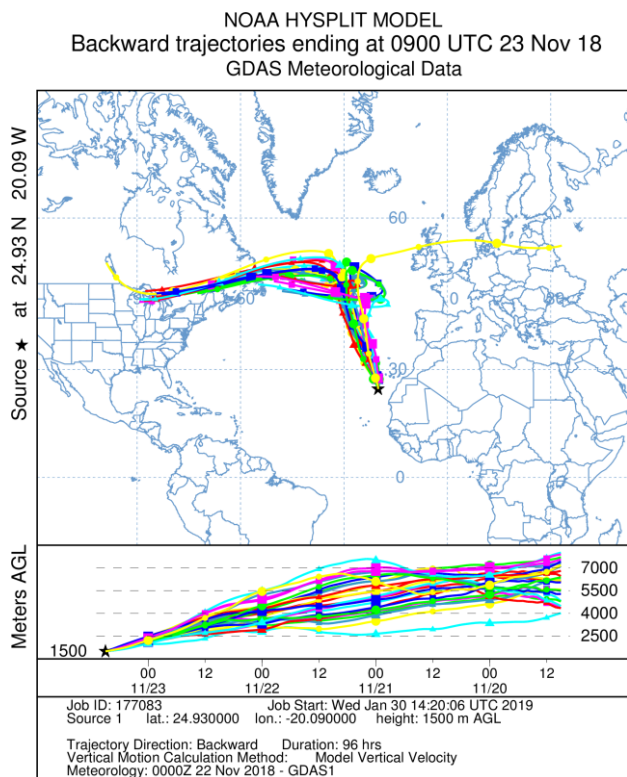 NOAA HYSPLIT MODEL
Backward trajectories ending at 0900 UTC 23 Nov 18
GDAS Meteorological Data
Source ★ at 24.93 N 20.09 W
60
30
0
Meters AGL
1500
7000
5500
4000
2500
00 12 00 12 00 12 00 12
11/23 11/22 11/21 11/20
Job ID: 177083 Job Start: Wed Jan 30 14:20:06 UTC 2019
Source 1 lat.: 24.930000 lon.: -20.090000 height: 1500 m AGL
Trajectory Direction: Backward Duration: 96 hrs
Vertical Motion Calculation Method: Model Vertical Velocity
Meteorology: 0000Z 22 Nov 2018 - GDAS1